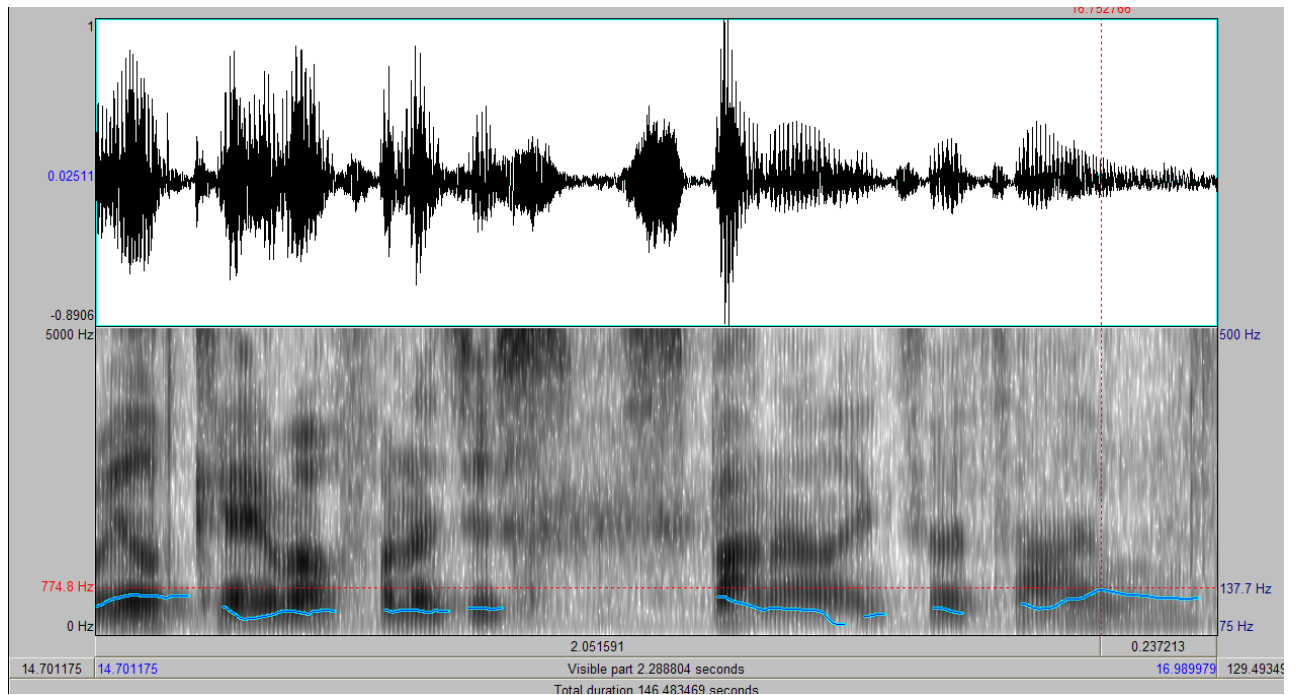 16.752766
1
0.02511
-0.8906
5000 Hz 500 Hz
774.8 Hz 137.7 Hz
0 Hz 75 Hz
2.051591 0.237213
14.701175 14.701175 Visible part 2.288804 seconds 16.989979 129.49349
Total duration 146.483469 seconds